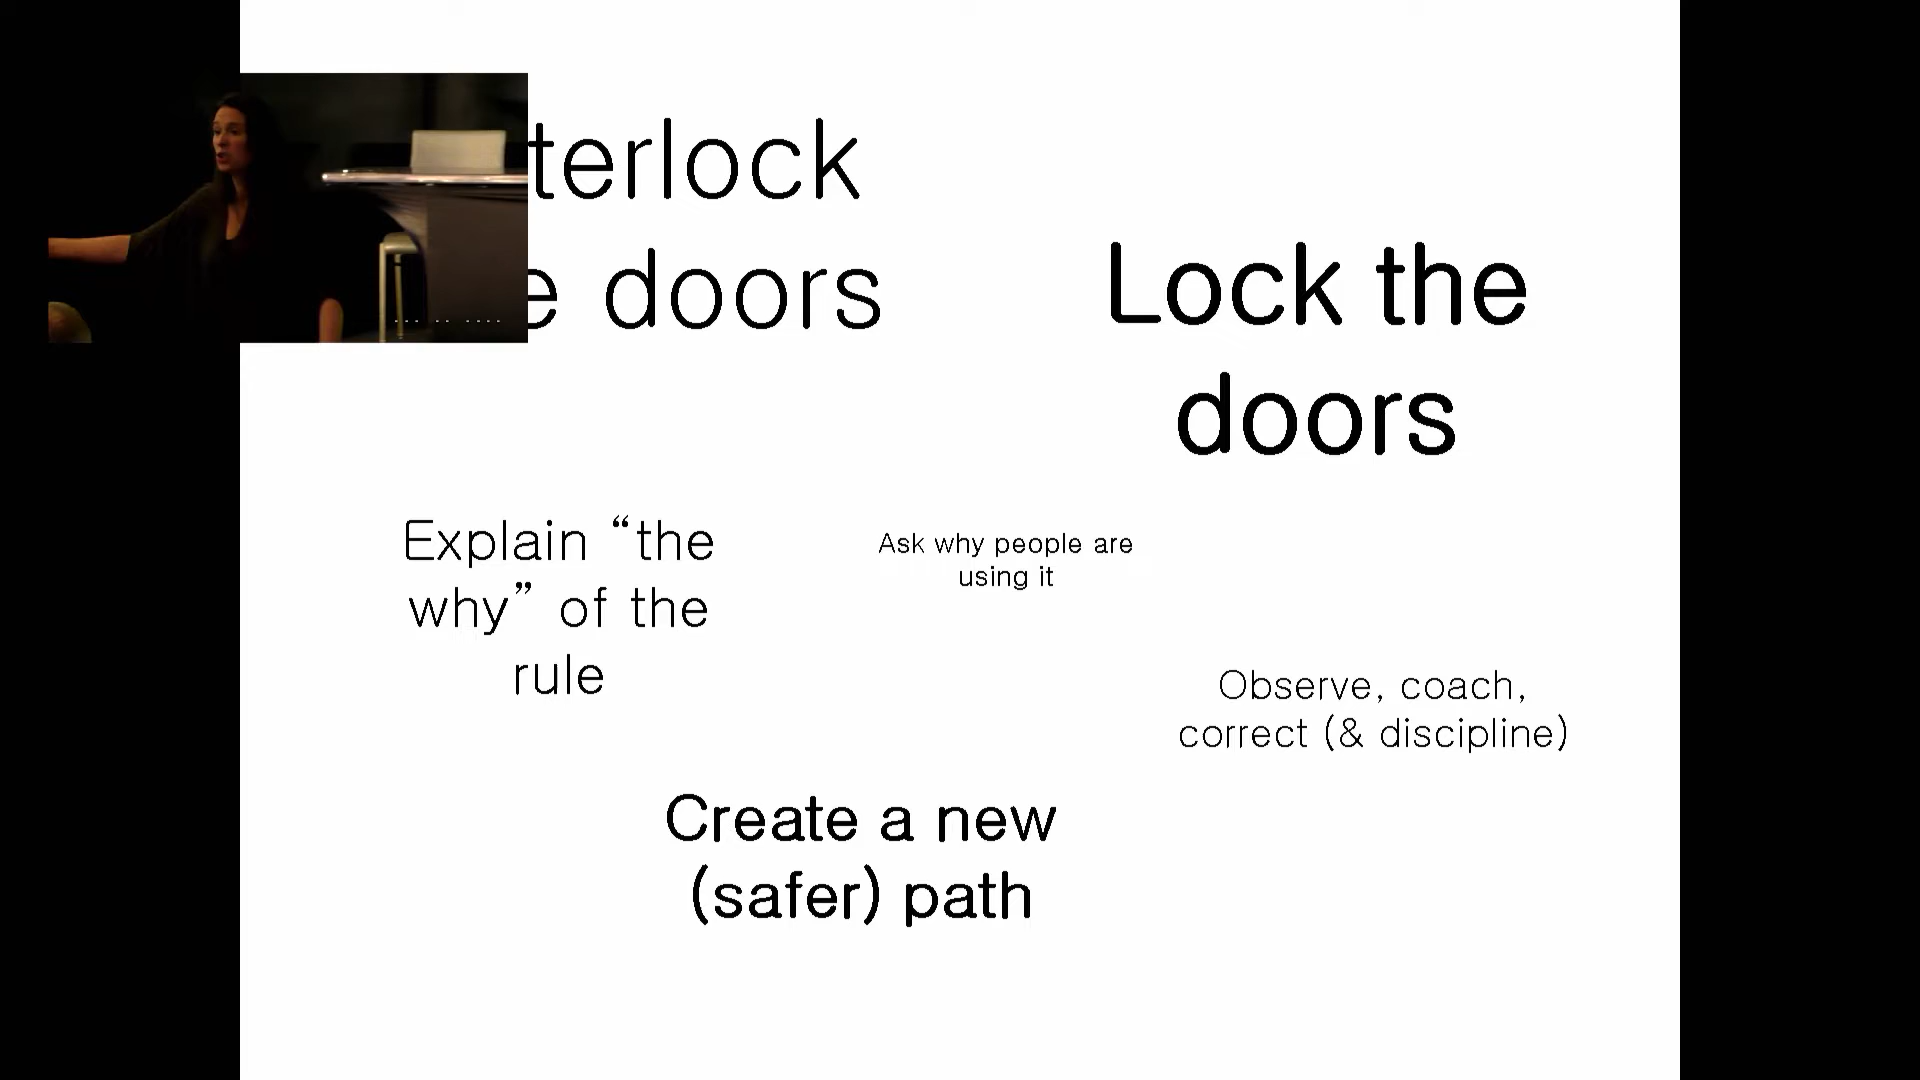 terlock
e doors
Lock the
doors
Explain “the
why” of the
rule
Ask why people are
using it
Observe, coach,
correct (& discipline)
Create a new
(safer) path